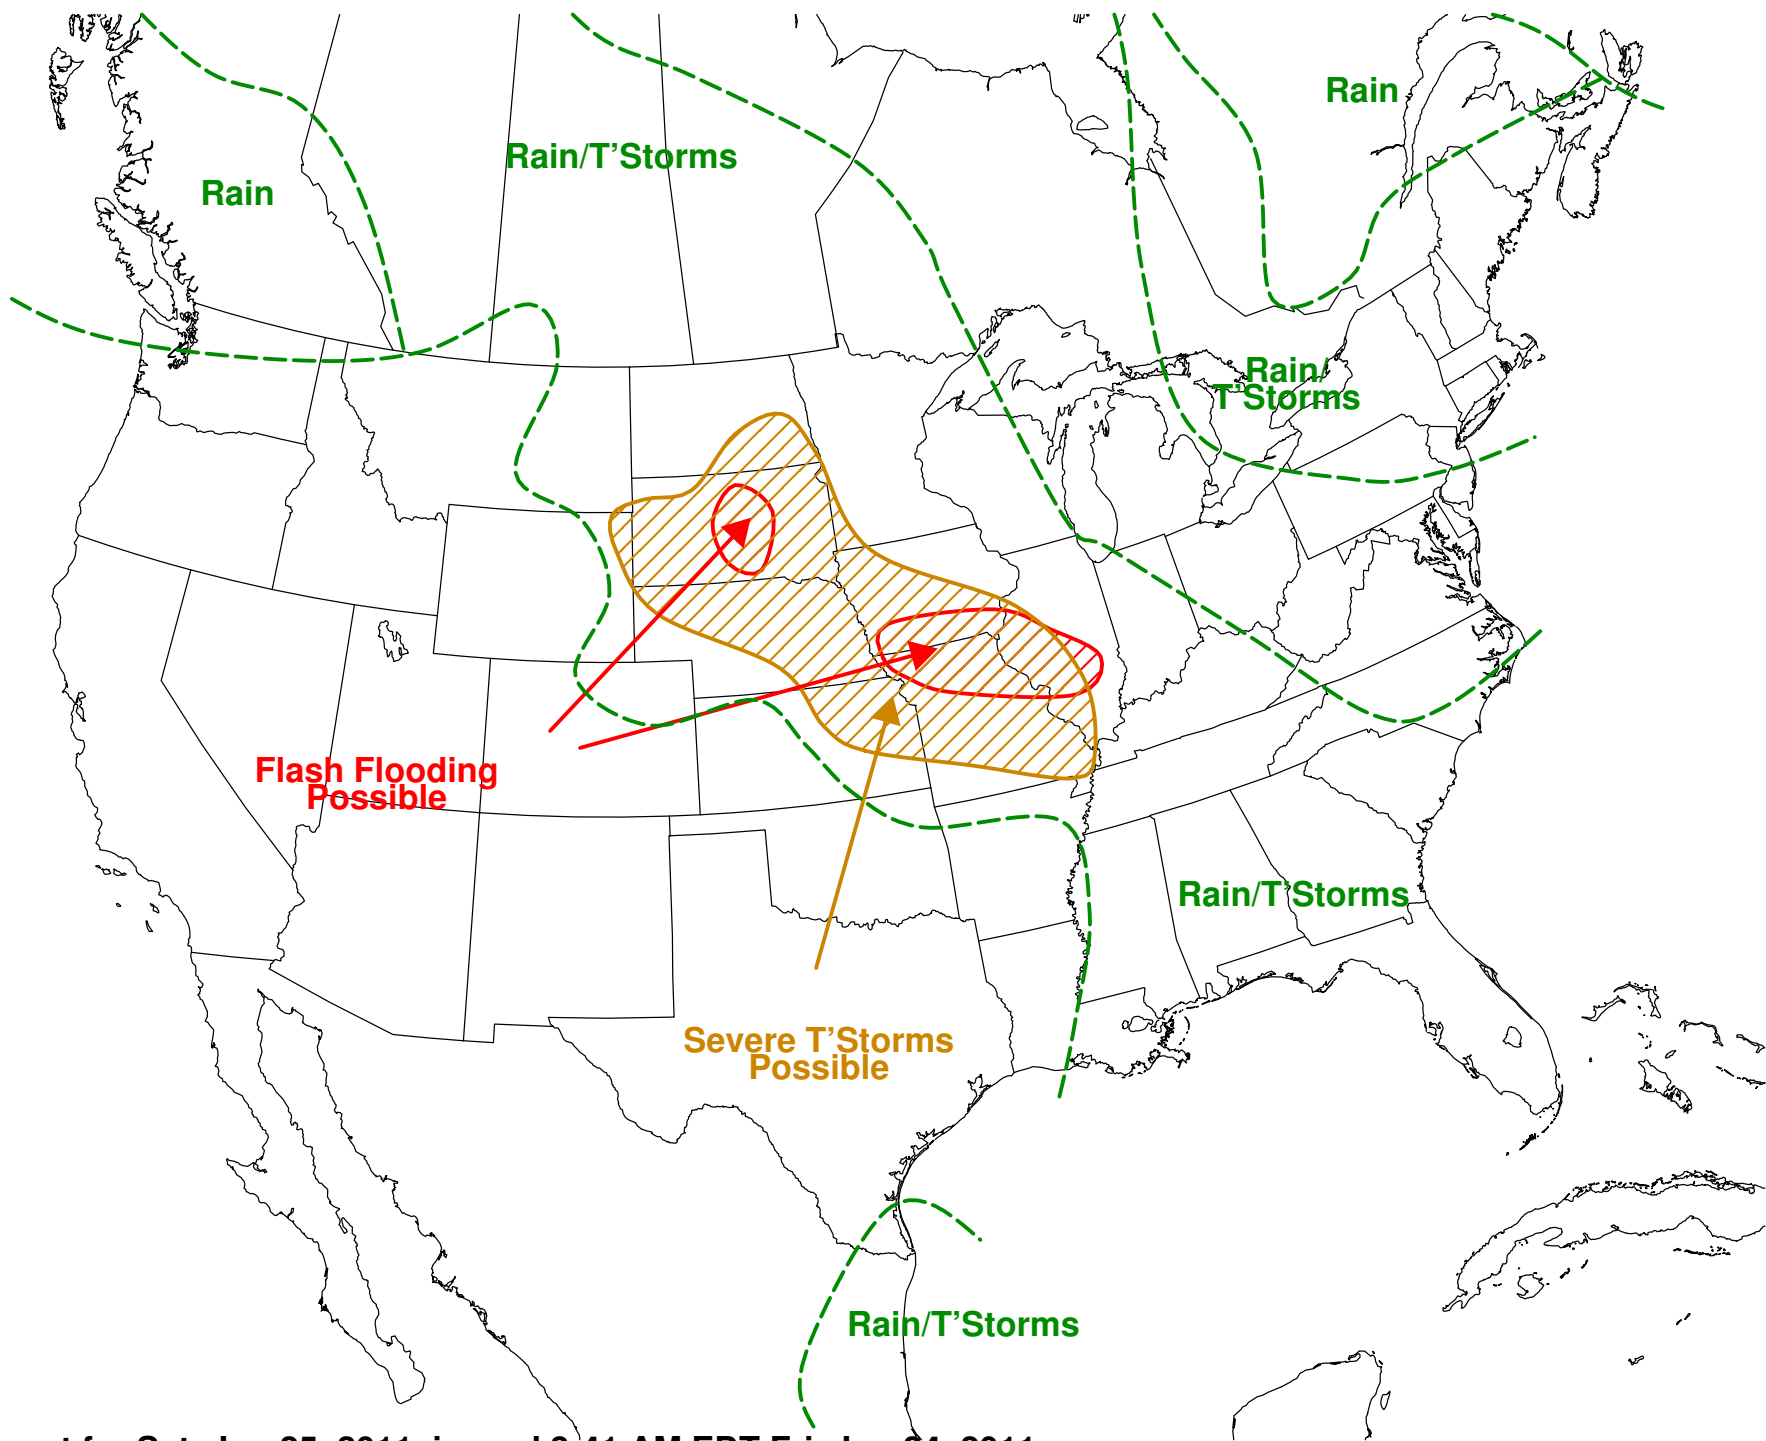 Rain
Rain/T'Storms
Rain
Rain/
T'Storms
Flash Flooding
Possible
Rain/T'Storms
Severe T'Storms
Possible
Rain/T'Storms